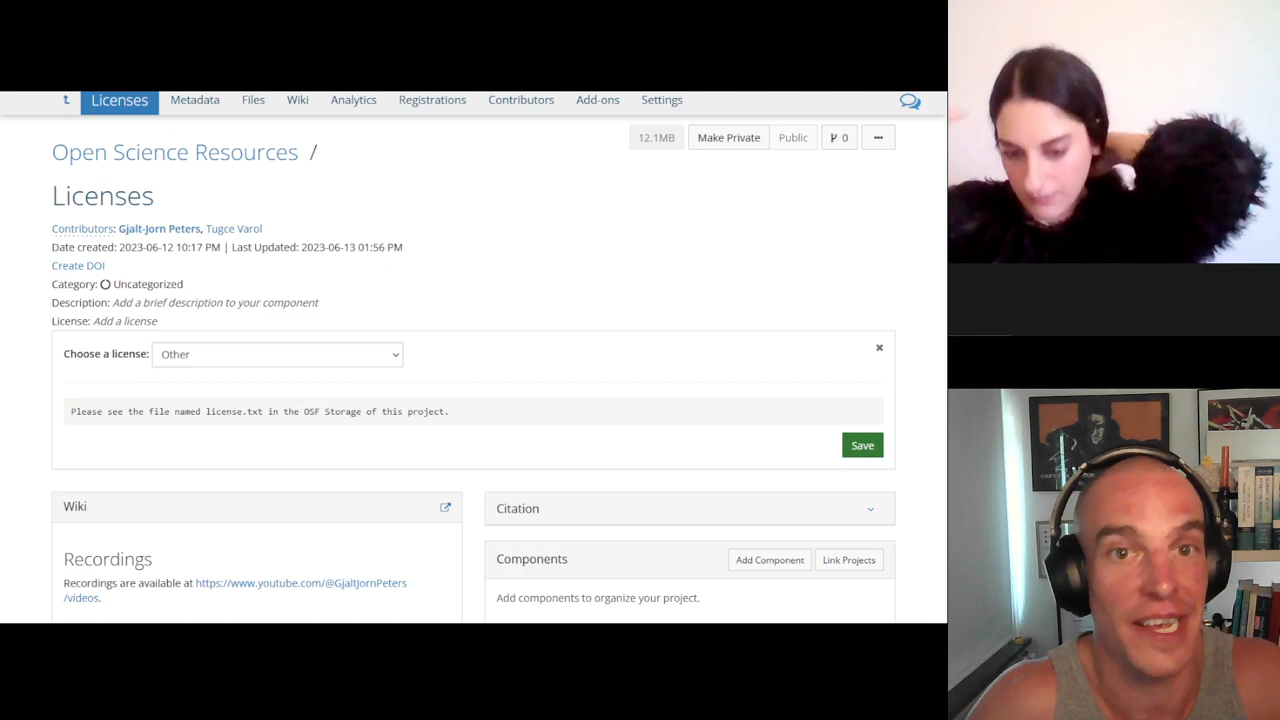 Licenses Metadata Files Wiki Analytics Registrations Contributors Add-ons Settings
12.1MB Make Private Public 0
Open Science Resources /
Licenses
Contributors: Gjalt-Jorn Peters, Tugce Varol
Date created: 2023-06-12 10:17 PM | Last Updated: 2023-06-13 01:56 PM
Create DOI
Category: Uncategorized
Description: Add a brief description to your component
License: Add a license
Choose a license: Other
Please see the file named license.txt in the OSF Storage of this project.
Save
Wiki
Recordings
Recordings are available at https://www.youtube.com/@GjaltJornPeters
/videos.
Citation
Components Add Component Link Projects
Add components to organize your project.